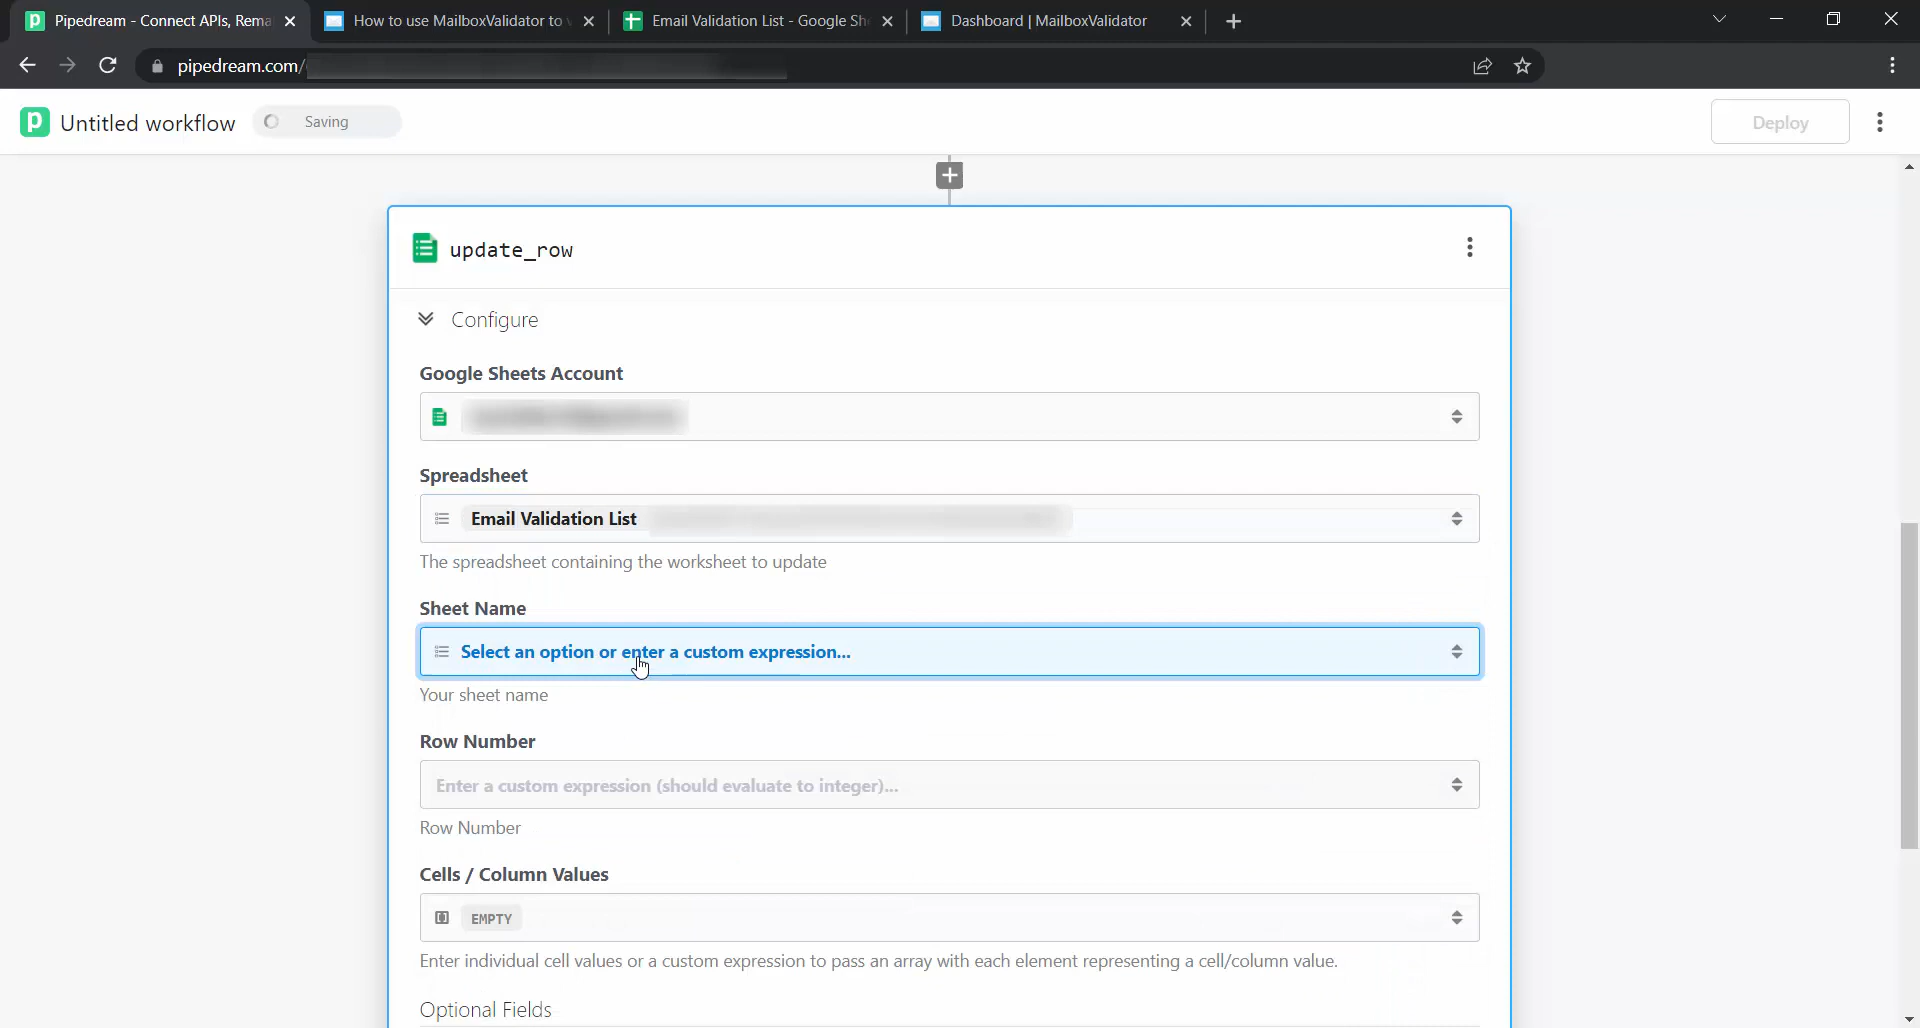 Pipedream - Connect APIs, Rema
How to use MailboxValidator to v
Email Validation List - Google She
Dashboard | MailboxValidator
pipedream.com/
Untitled workflow
Saving
Deploy
update_row
Configure
Google Sheets Account
Spreadsheet
Email Validation List
The spreadsheet containing the worksheet to update
Sheet Name
Select an option or enter a custom expression...
Your sheet name
Row Number
Enter a custom expression (should evaluate to integer)...
Row Number
Cells / Column Values
EMPTY
Enter individual cell values or a custom expression to pass an array with each element representing a cell/column value.
Optional Fields